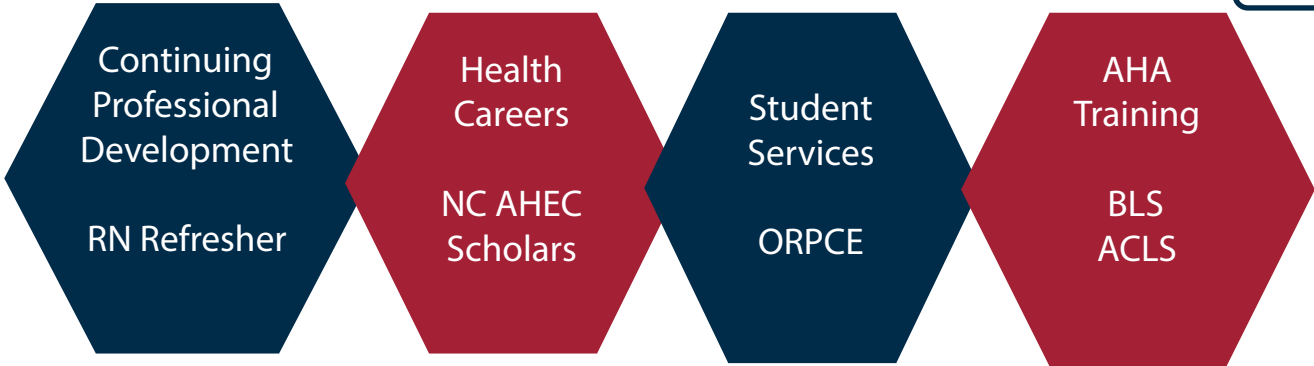 Continuing
Professional
Development
RN Refresher
Health
Careers
NC AHEC
Scholars
Student
Services
ORPCE
AHA
Training
BLS
ACLS